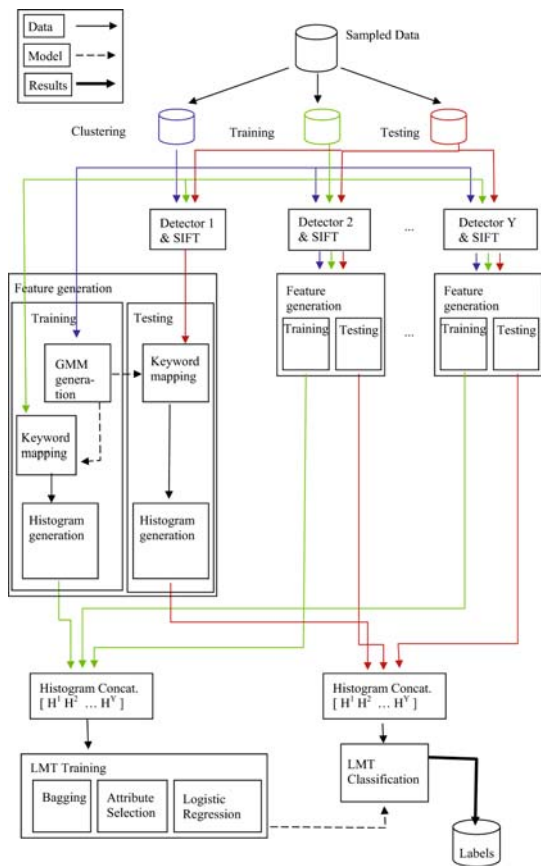 Data
Model
Results
Sampled Data
Clustering
Training
Testing
Detector 1
& SIFT
Detector 2
& SIFT
...
Detector Y
& SIFT
Feature generation
Training
Testing
GMM
genera-
tion
Keyword
mapping
Keyword
mapping
Histogram
generation
Histogram
generation
Feature
generation
Training
Testing
...
Feature
generation
Training
Testing
Histogram Concat.
[ H¹ H² ... Hʸ ]
Histogram Concat.
[ H¹ H² ... Hʸ ]
LMT Training
Bagging
Attribute
Selection
Logistic
Regression
LMT
Classification
Labels